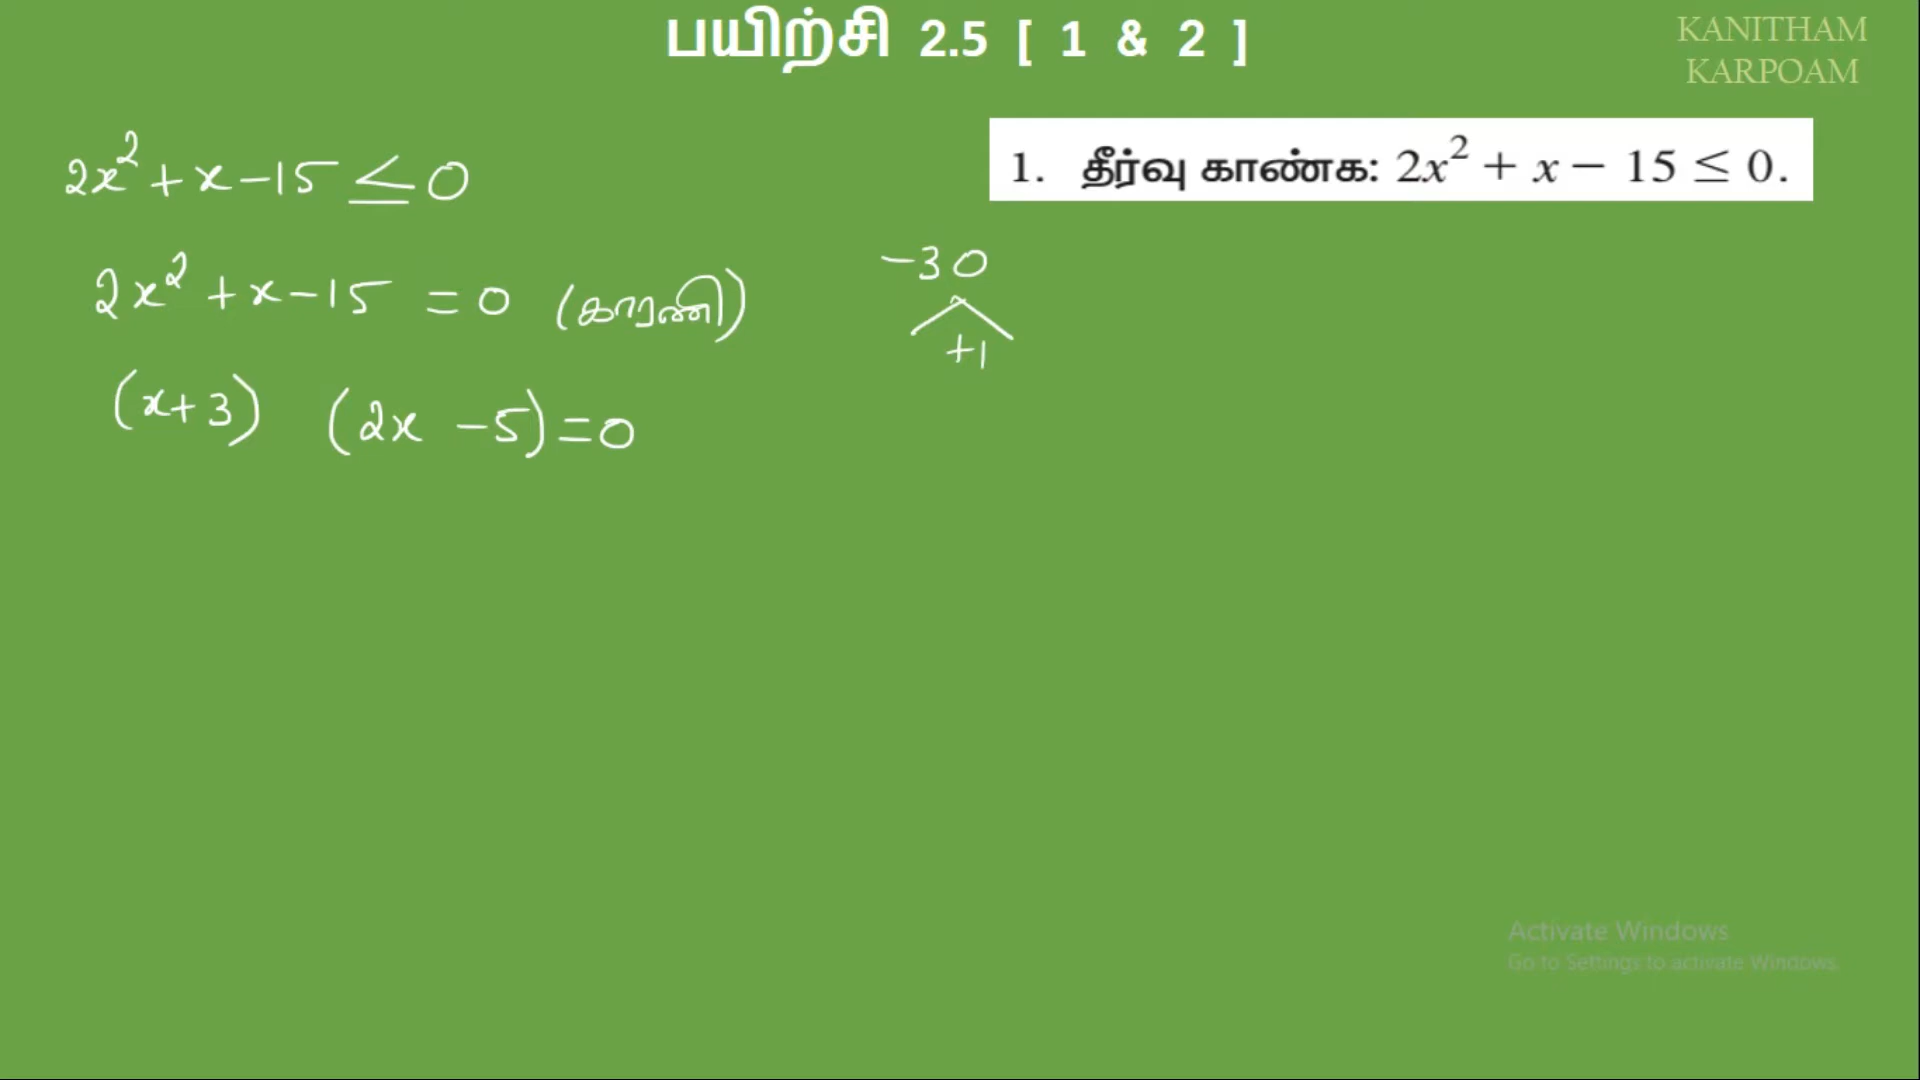 பயிற்சி 2.5 [ 1 & 2 ]
KANITHAM
KARPOAM
1. தீர்வு காண்க: 2x² + x − 15 ≤ 0.
2x² + x − 15 ≤ 0
2x² + x − 15 = 0 (காரணி)
−30
+1
(x+3) (2x −5) = 0
Activate Windows
Go to Settings to activate Windows.